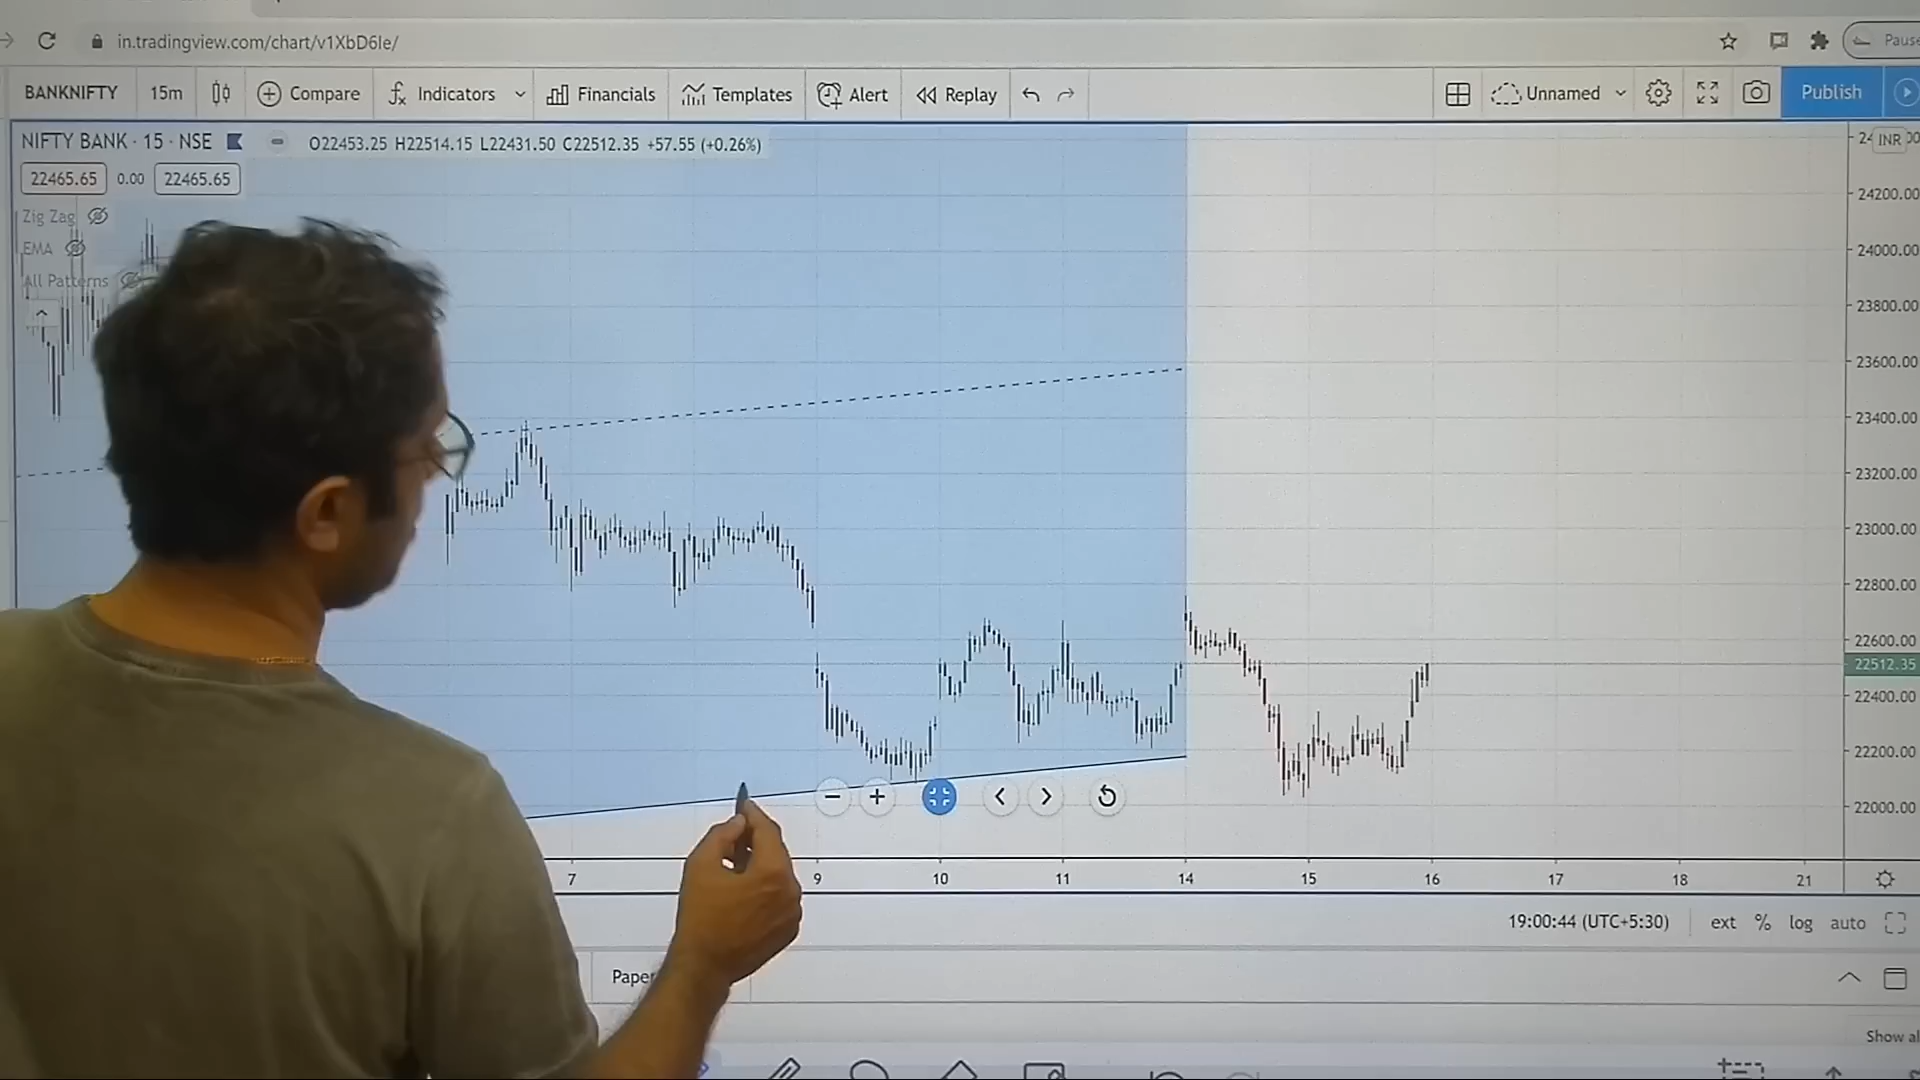 in.tradingview.com/chart/v1XbD6Ie/
BANKNIFTY 15m Compare Indicators Financials Templates Alert Replay Unnamed Publish
NIFTY BANK · 15 · NSE O22453.25 H22514.15 L22431.50 C22512.35 +57.55 (+0.26%)
22465.65 0.00 22465.65
Zig Zag
EMA
All Patterns
INR
24200.00
24000.00
23800.00
23600.00
23400.00
23200.00
23000.00
22800.00
22600.00
22512.35
22400.00
22200.00
22000.00
7 9 10 11 14 15 16 17 18 21
19:00:44 (UTC+5:30) ext % log auto